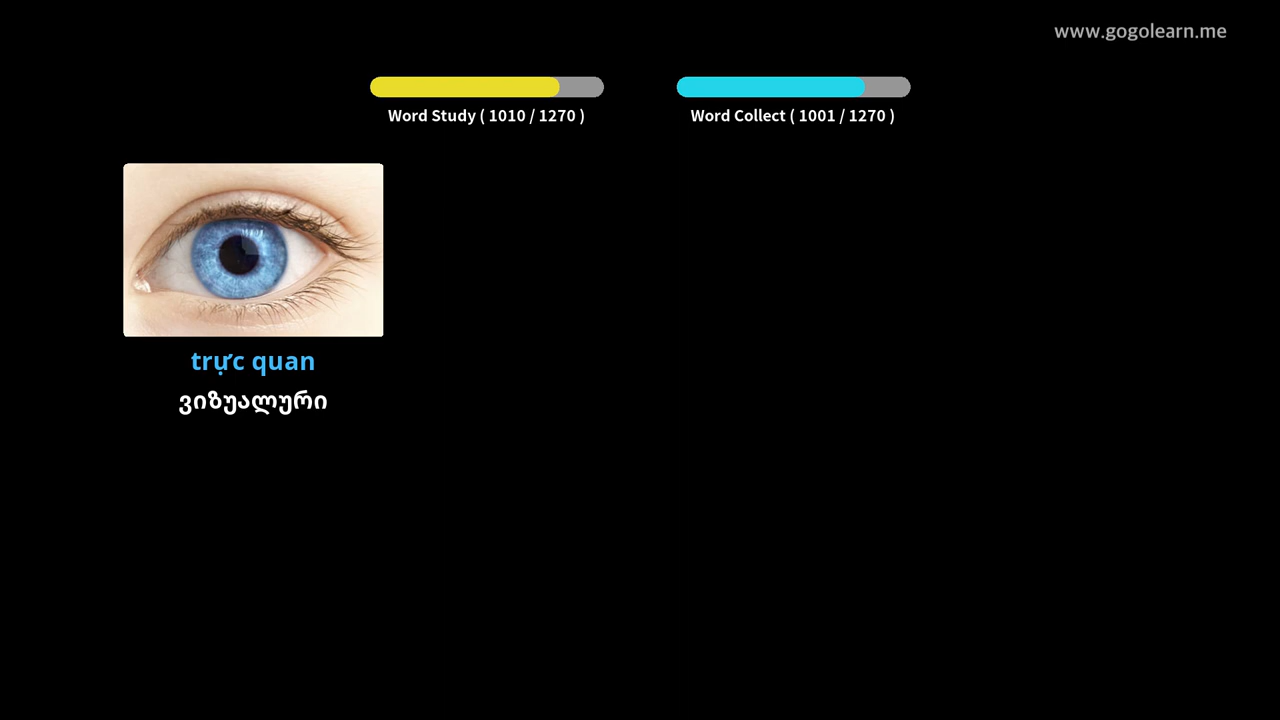 www.gogolearn.me
Word Study ( 1010 / 1270 )
Word Collect ( 1001 / 1270 )
trực quan
ვიზუალური